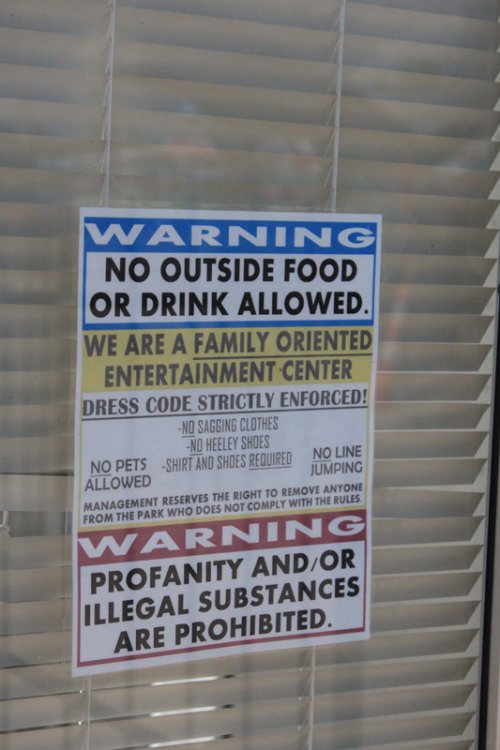 WARNING
NO OUTSIDE FOOD
OR DRINK ALLOWED.
WE ARE A FAMILY ORIENTED
ENTERTAINMENT CENTER
DRESS CODE STRICTLY ENFORCED!
-NO SAGGING CLOTHES
-NO HEELEY SHOES
-SHIRT AND SHOES REQUIRED
NO PETS
ALLOWED
NO LINE
JUMPING
MANAGEMENT RESERVES THE RIGHT TO REMOVE ANYONE
FROM THE PARK WHO DOES NOT COMPLY WITH THE RULES.
WARNING
PROFANITY AND/OR
ILLEGAL SUBSTANCES
ARE PROHIBITED.